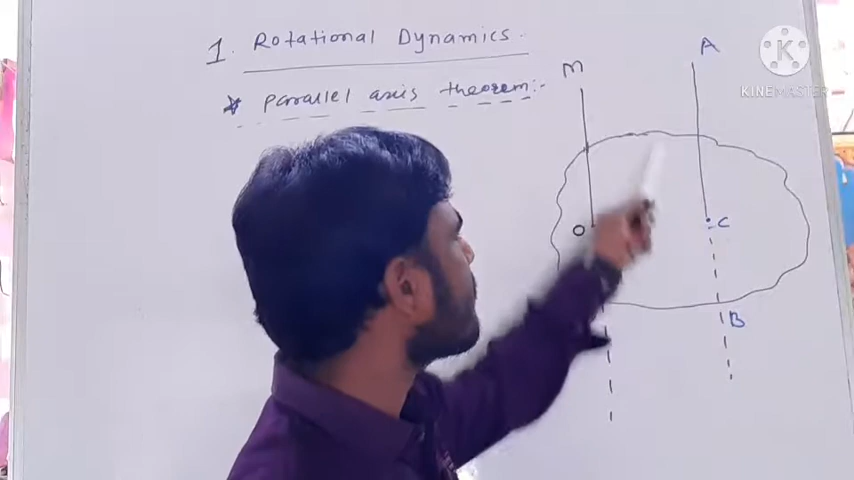 1. Rotational Dynamics.
* parallel axis theorem:-
m
A
K
KINEMASTER
O
C
B